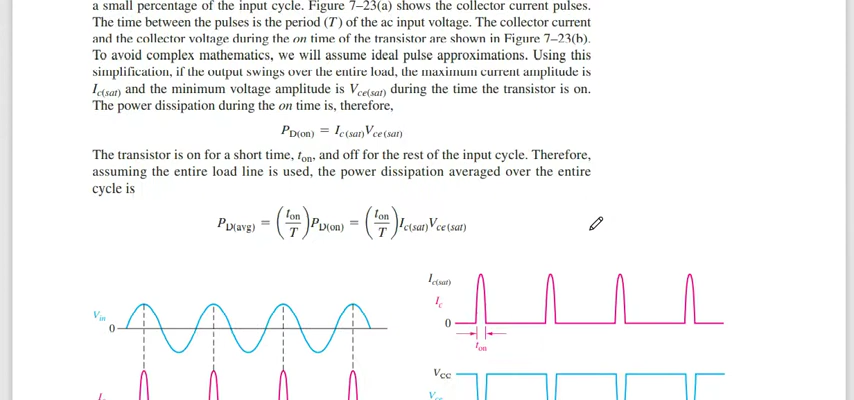 a small percentage of the input cycle. Figure 7–23(a) shows the collector current pulses.
The time between the pulses is the period (T) of the ac input voltage. The collector current
and the collector voltage during the on time of the transistor are shown in Figure 7–23(b).
To avoid complex mathematics, we will assume ideal pulse approximations. Using this
simplification, if the output swings over the entire load, the maximum current amplitude is
Ic(sat) and the minimum voltage amplitude is Vce(sat) during the time the transistor is on.
The power dissipation during the on time is, therefore,
PD(on) = Ic(sat)Vce(sat)
The transistor is on for a short time, ton, and off for the rest of the input cycle. Therefore,
assuming the entire load line is used, the power dissipation averaged over the entire
cycle is
PD(avg) = (ton/T)PD(on) = (ton/T)Ic(sat)Vce(sat)
Ic(sat)
Ic
0
ton
Vin
0
VCC
Vce